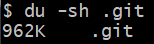 $ du -sh .git
962K    .git